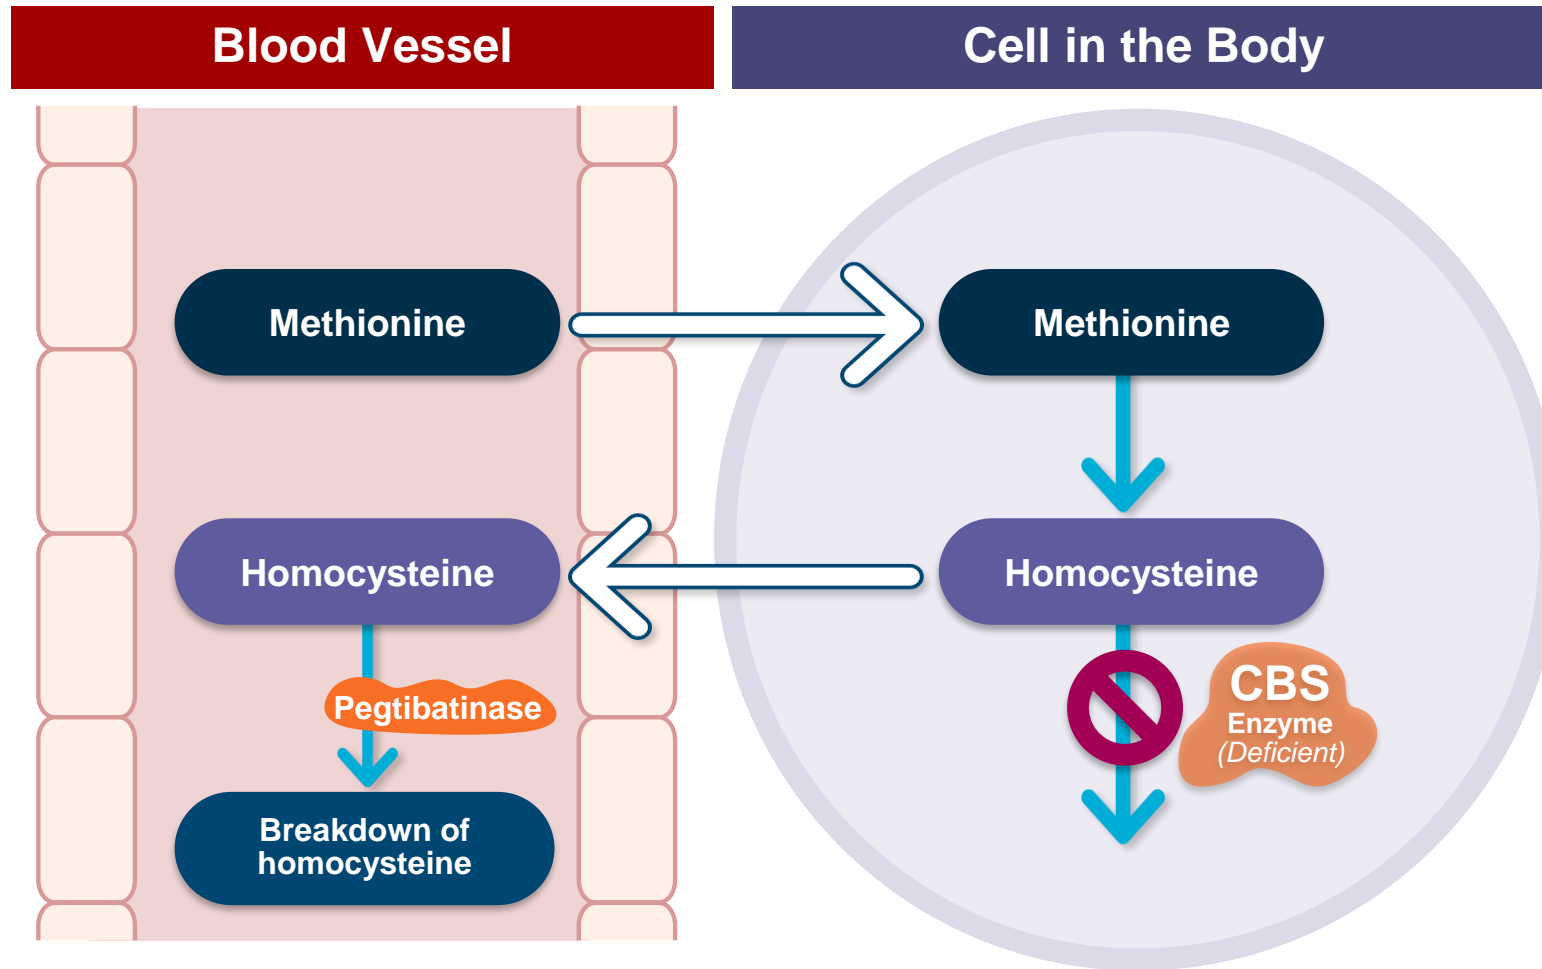 Blood Vessel
Cell in the Body
Methionine
Methionine
Homocysteine
Homocysteine
Pegtibatinase
CBS
Enzyme
(Deficient)
Breakdown of
homocysteine